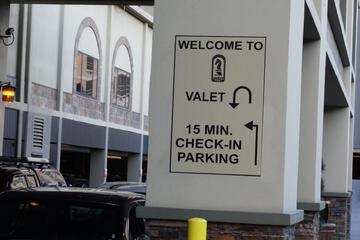 WELCOME TO
VALET
15 MIN.
CHECK-IN
PARKING